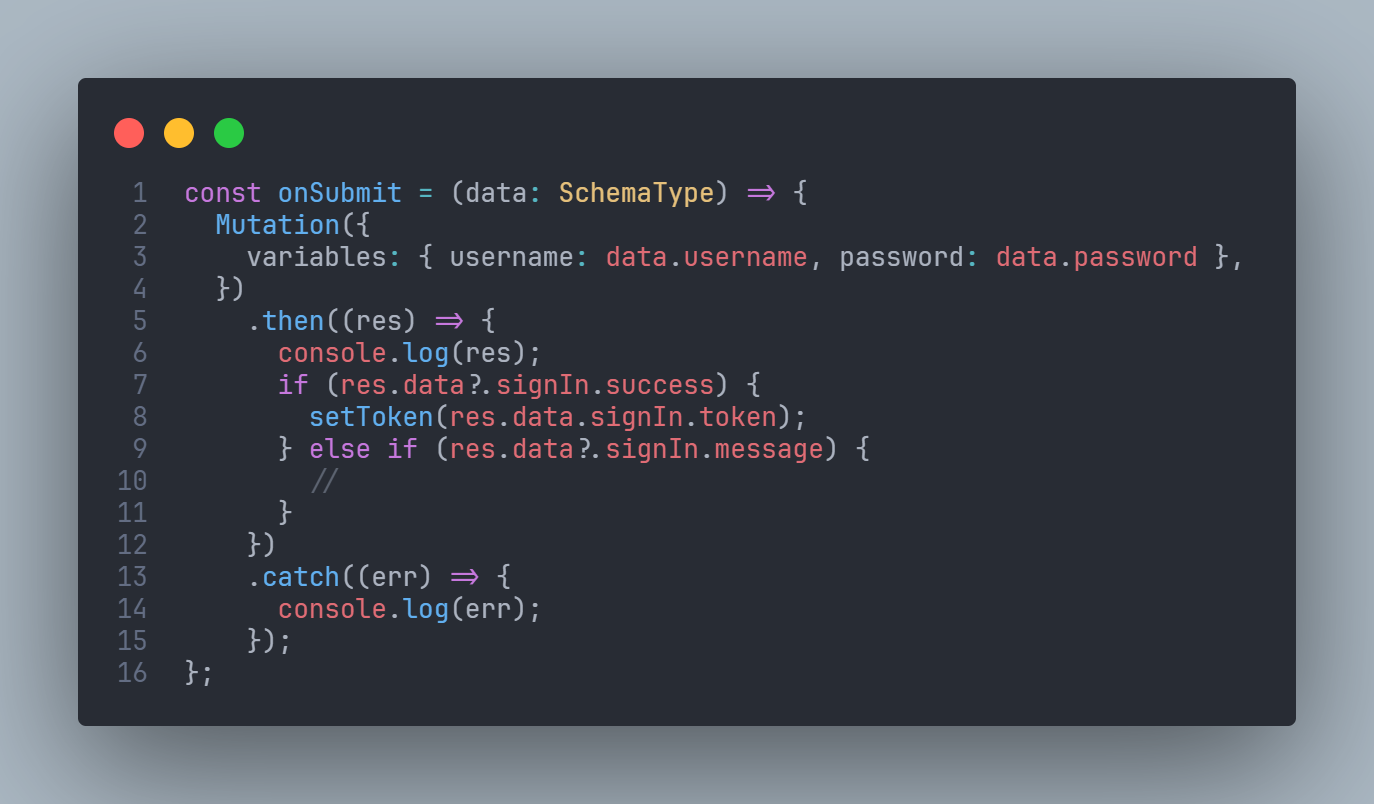 1 const onSubmit = (data: SchemaType) => {
2   Mutation({
3     variables: { username: data.username, password: data.password },
4   })
5     .then((res) => {
6       console.log(res);
7       if (res.data?.signIn.success) {
8         setToken(res.data.signIn.token);
9       } else if (res.data?.signIn.message) {
10         //
11       }
12     })
13     .catch((err) => {
14       console.log(err);
15     });
16 };